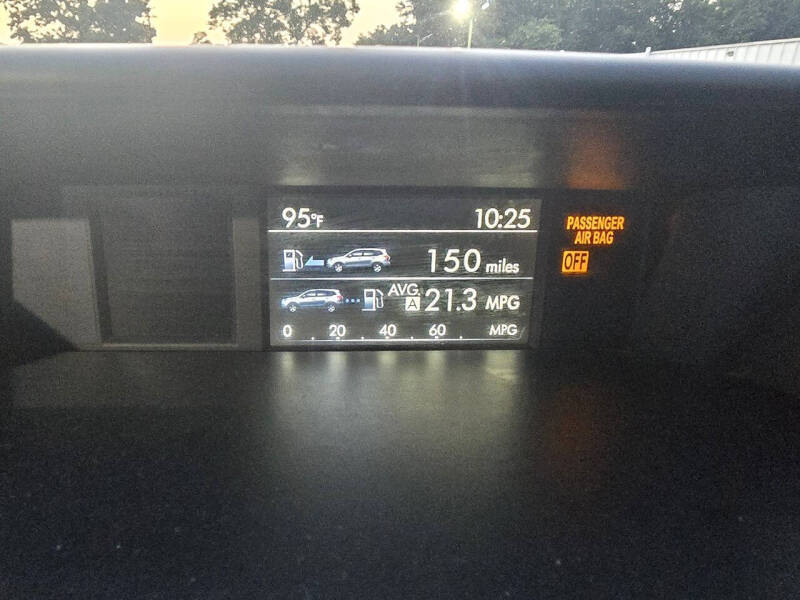 95°F 10:25
PASSENGER
AIR BAG
OFF
150 miles
AVG
A 21.3 MPG
0 20 40 60 MPG